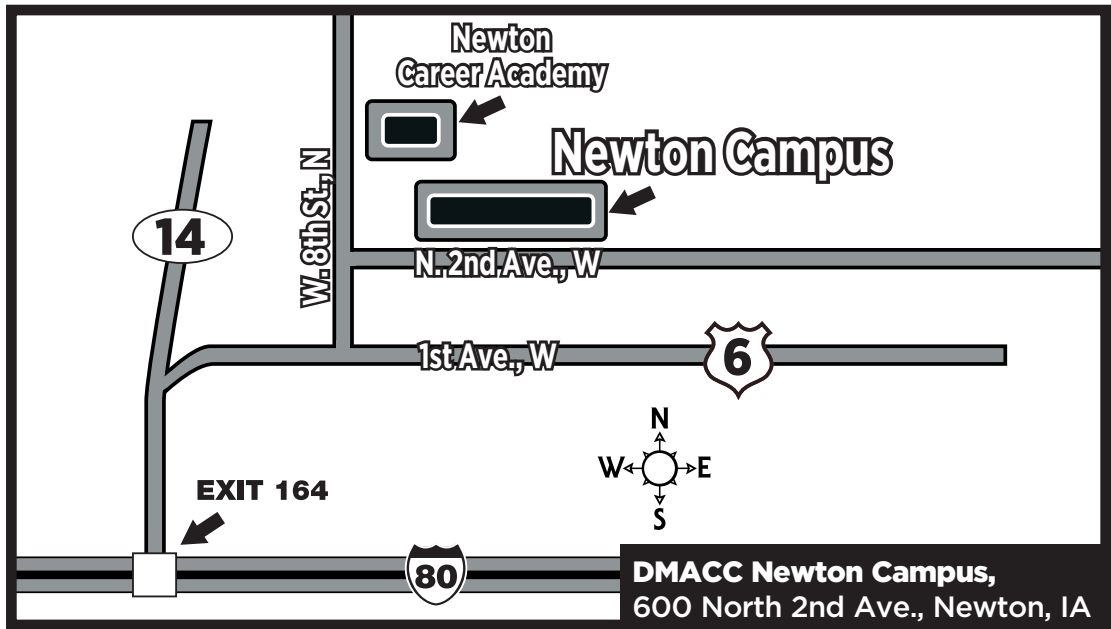 Newton
Career Academy
Newton Campus
W. 8th St., N
14
N. 2nd Ave., W
1st Ave., W
6
N
W E
S
EXIT 164
80
DMACC Newton Campus,
600 North 2nd Ave., Newton, IA